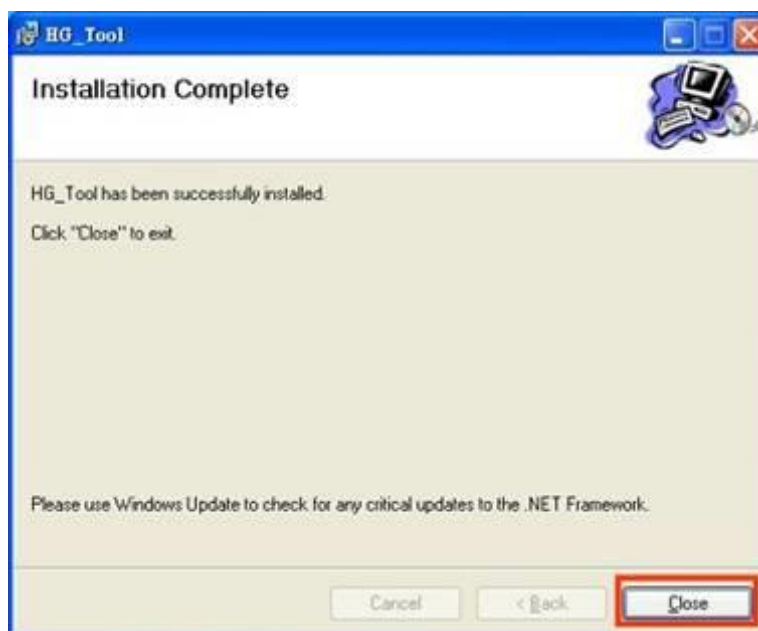 HG_Tool
Installation Complete
HG_Tool has been successfully installed.
Click "Close" to exit.
Please use Windows Update to check for any critical updates to the .NET Framework.
Cancel < Back Close